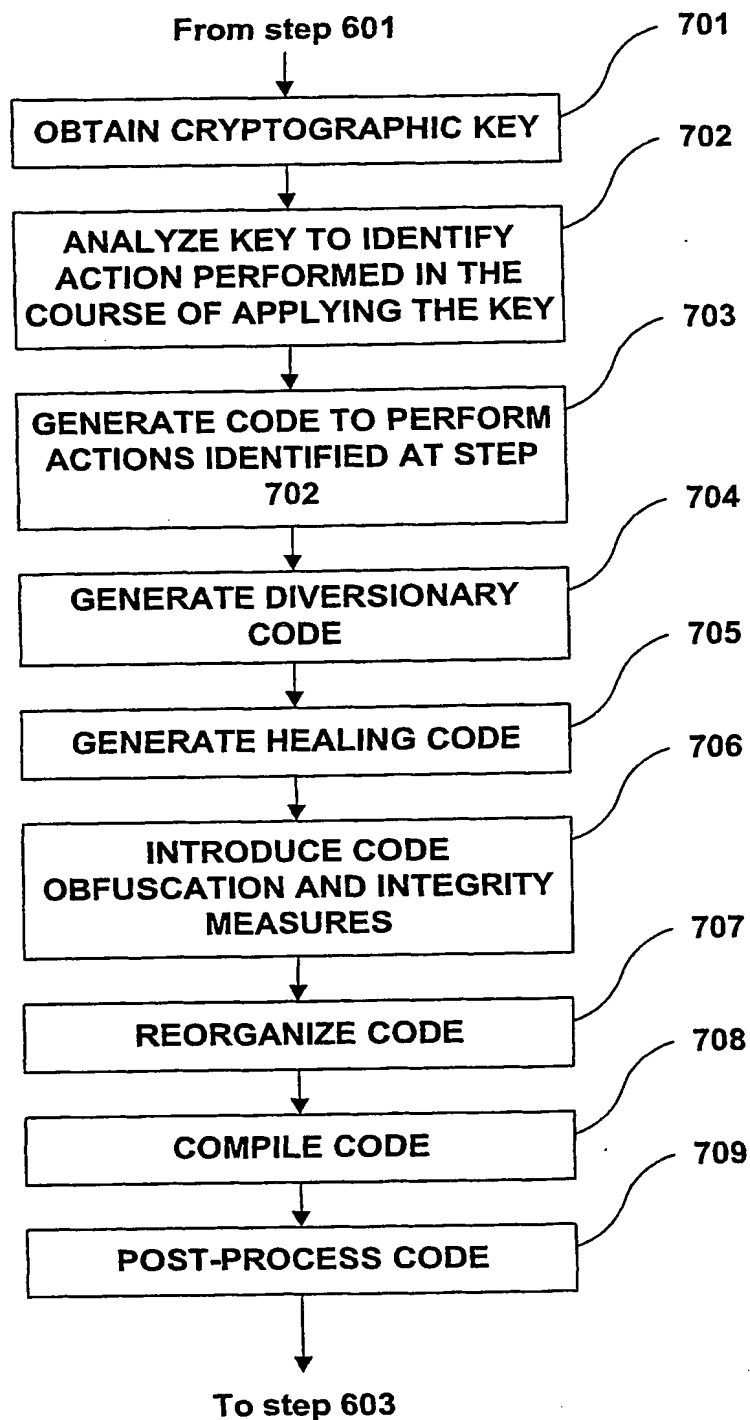 From step 601
701
OBTAIN CRYPTOGRAPHIC KEY
702
ANALYZE KEY TO IDENTIFY
ACTION PERFORMED IN THE
COURSE OF APPLYING THE KEY
703
GENERATE CODE TO PERFORM
ACTIONS IDENTIFIED AT STEP
702
704
GENERATE DIVERSIONARY
CODE
705
GENERATE HEALING CODE
706
INTRODUCE CODE
OBFUSCATION AND INTEGRITY
MEASURES
707
REORGANIZE CODE
708
COMPILE CODE
709
POST-PROCESS CODE
To step 603